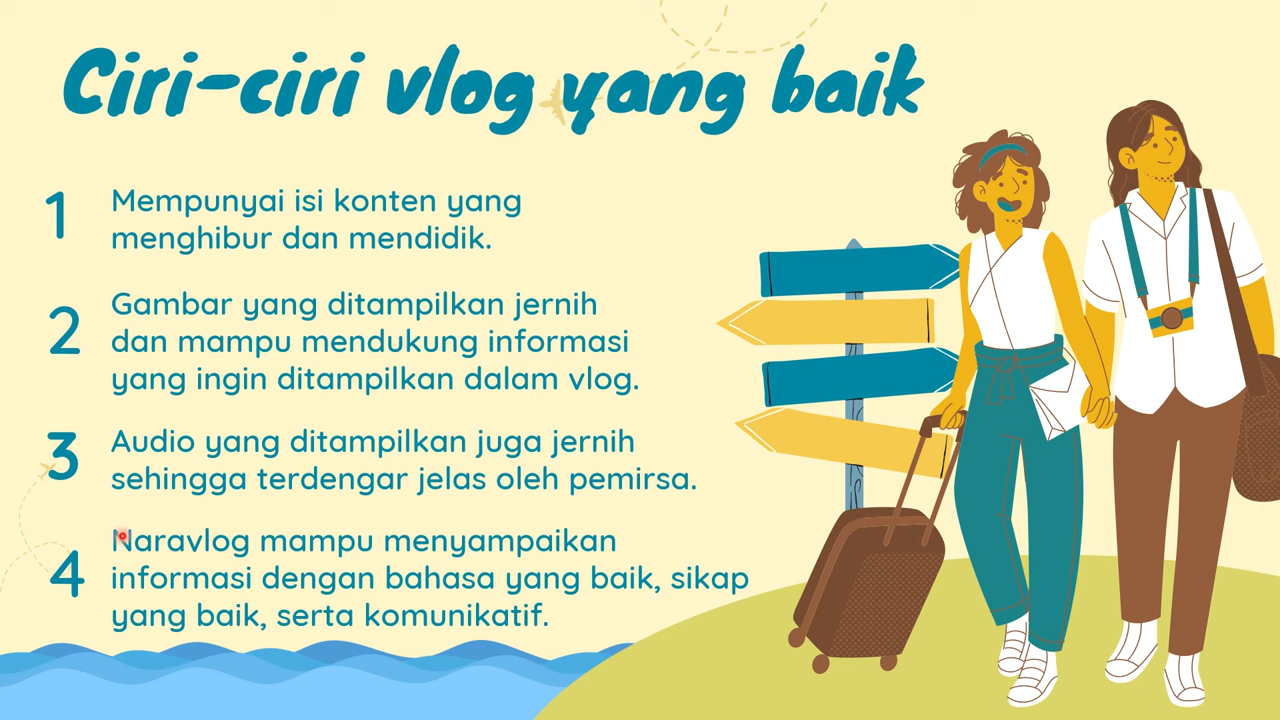 Ciri-ciri vlog yang baik
1
Mempunyai isi konten yang
menghibur dan mendidik.
2
Gambar yang ditampilkan jernih
dan mampu mendukung informasi
yang ingin ditampilkan dalam vlog.
3
Audio yang ditampilkan juga jernih
sehingga terdengar jelas oleh pemirsa.
4
Naravlog mampu menyampaikan
informasi dengan bahasa yang baik, sikap
yang baik, serta komunikatif.